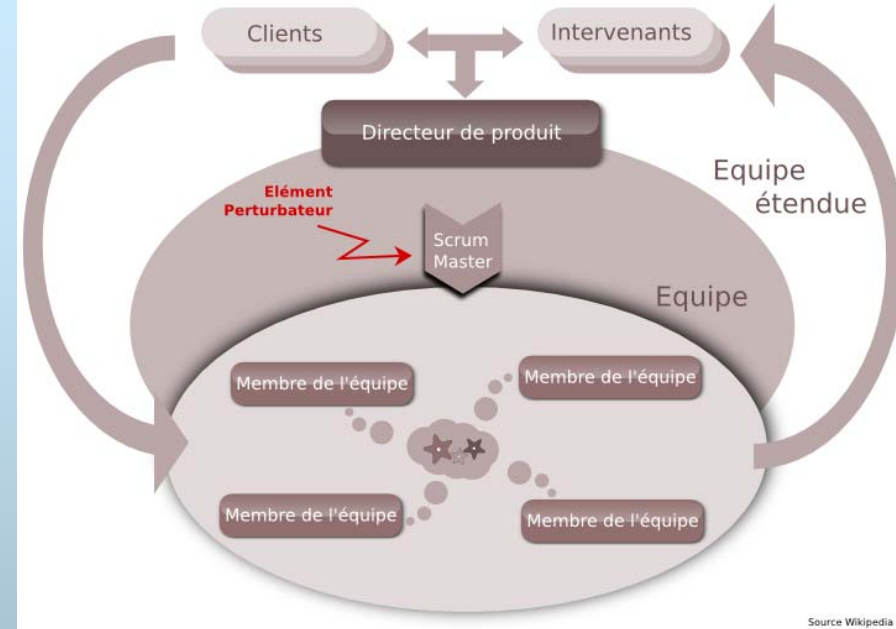 Clients
Intervenants
Directeur de produit
Equipe
étendue
Elément
Perturbateur
Scrum
Master
Equipe
Membre de l'équipe
Membre de l'équipe
Membre de l'équipe
Membre de l'équipe
Source Wikipedia